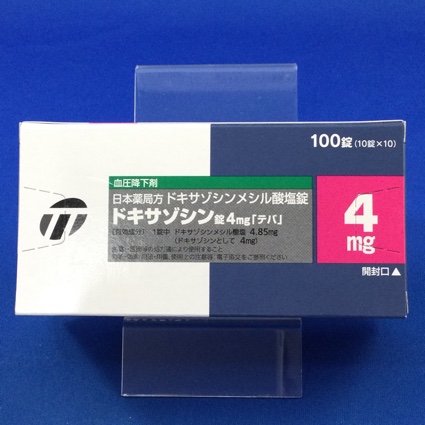 100錠(10錠×10)
血圧降下剤
日本薬局方 ドキサゾシンメシル酸塩錠
ドキサゾシン錠4mg「テバ」
(有効成分) 1錠中 ドキサゾシンメシル酸塩 4.85mg
(ドキサゾシンとして 4mg)
4
mg
開封口▲